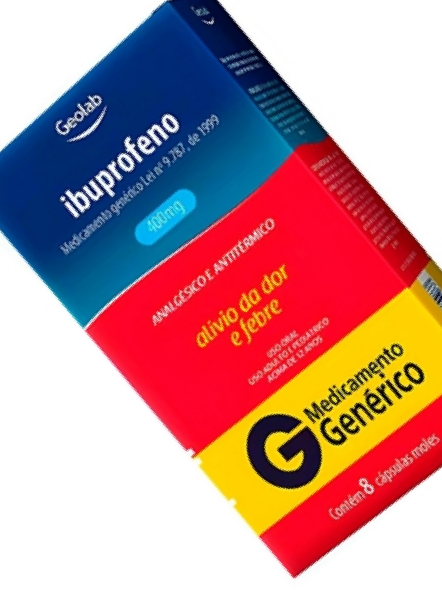 Geolab
ibuprofeno
Medicamento genérico Lei nº 9.787, de 1999
400mg
ANALGÉSICO E ANTITÉRMICO
alivio da dor
e febre
USO ORAL
USO ADULTO E PEDIÁTRICO
ACIMA DE 12 ANOS
G Medicamento
Genérico
Contém 8 cápsulas moles